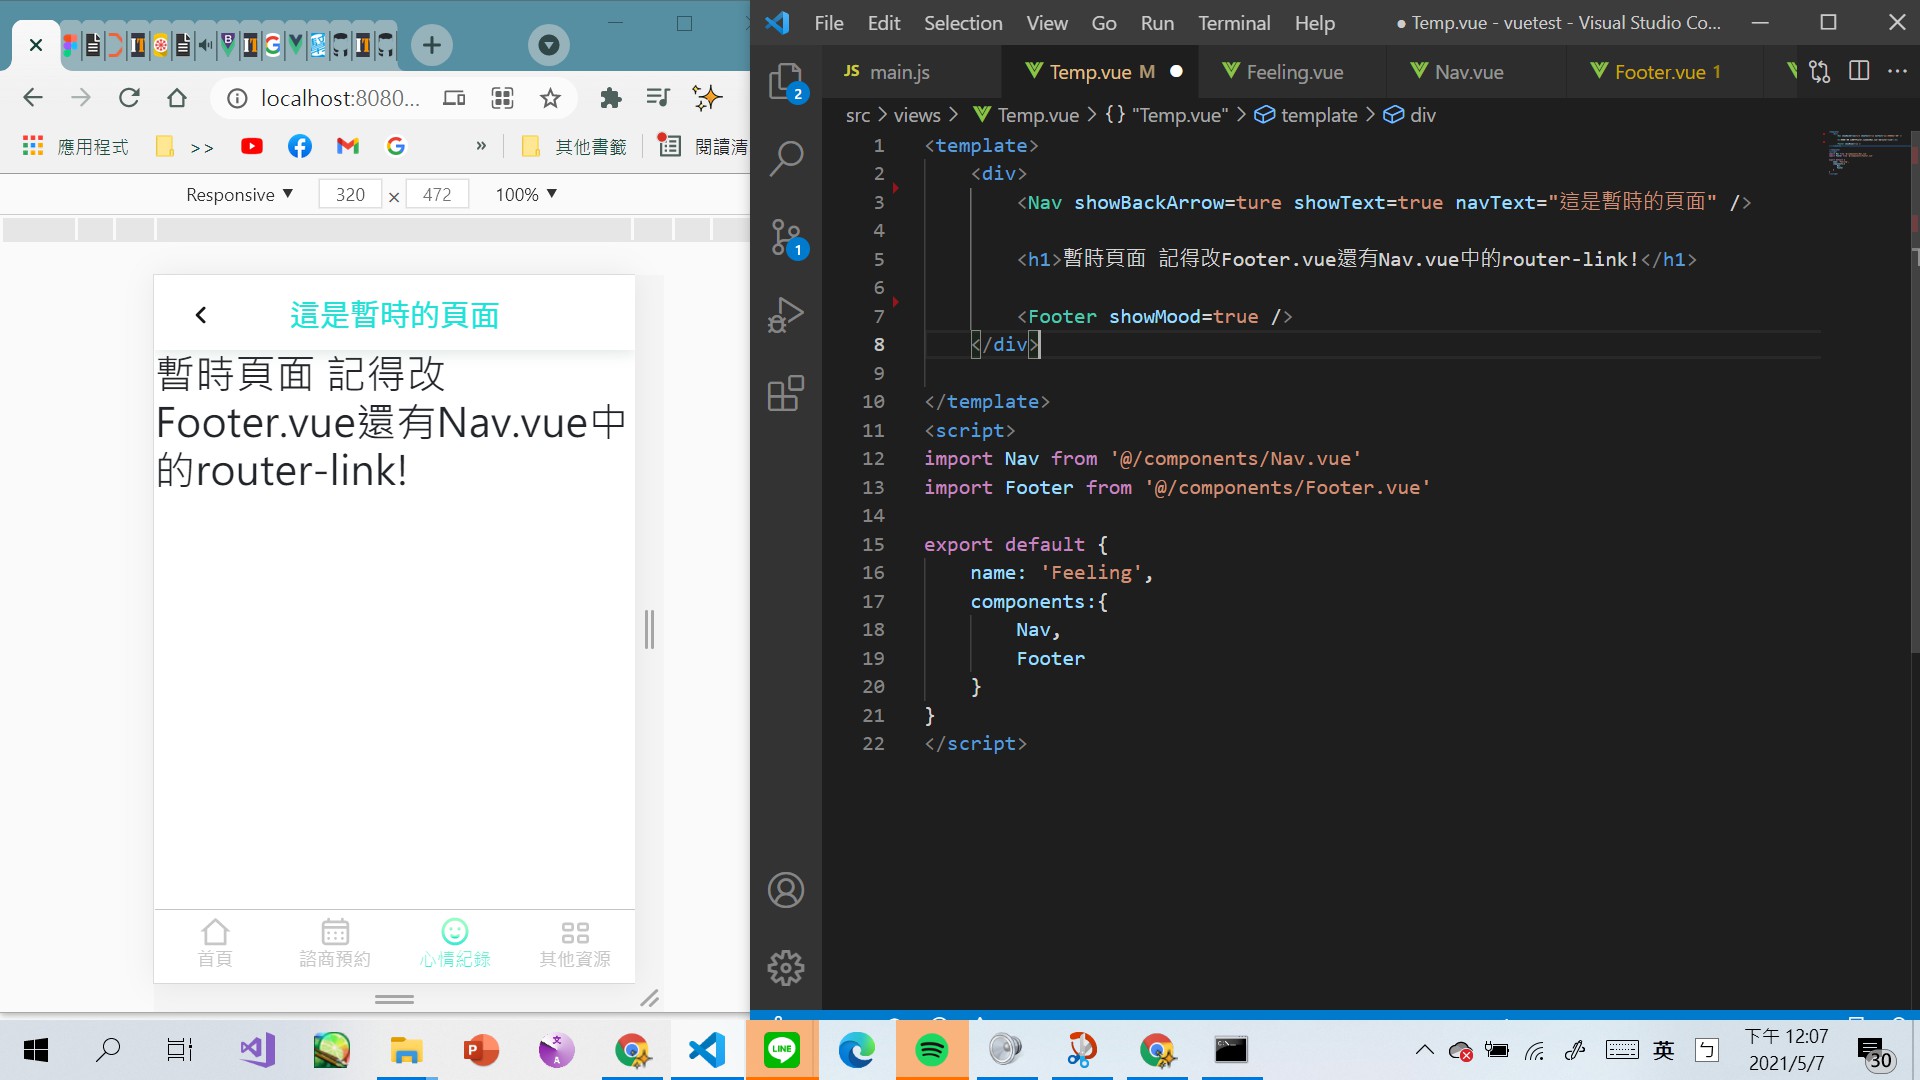 File Edit Selection View Go Run Terminal Help
● Temp.vue - vuetest - Visual Studio Co...
localhost:8080...
應用程式
>>
»
其他書籤
閱讀清
Responsive ▼ 320 × 472 100% ▼
這是暫時的頁面
暫時頁面 記得改
Footer.vue還有Nav.vue中
的router-link!
首頁 諮商預約 心情紀錄 其他資源
JS main.js Temp.vue M Feeling.vue Nav.vue Footer.vue 1
src > views > Temp.vue > {} "Temp.vue" > template > div
2
1
1 <template>
2 <div>
3 <Nav showBackArrow=ture showText=true navText="這是暫時的頁面" />
4
5 <h1>暫時頁面 記得改Footer.vue還有Nav.vue中的router-link!</h1>
6
7 <Footer showMood=true />
8 </div>
9
10 </template>
11 <script>
12 import Nav from '@/components/Nav.vue'
13 import Footer from '@/components/Footer.vue'
14
15 export default {
16 name: 'Feeling',
17 components:{
18 Nav,
19 Footer
20 }
21 }
22 </script>
LINE
英
ㄅ
下午 12:07
2021/5/7
30